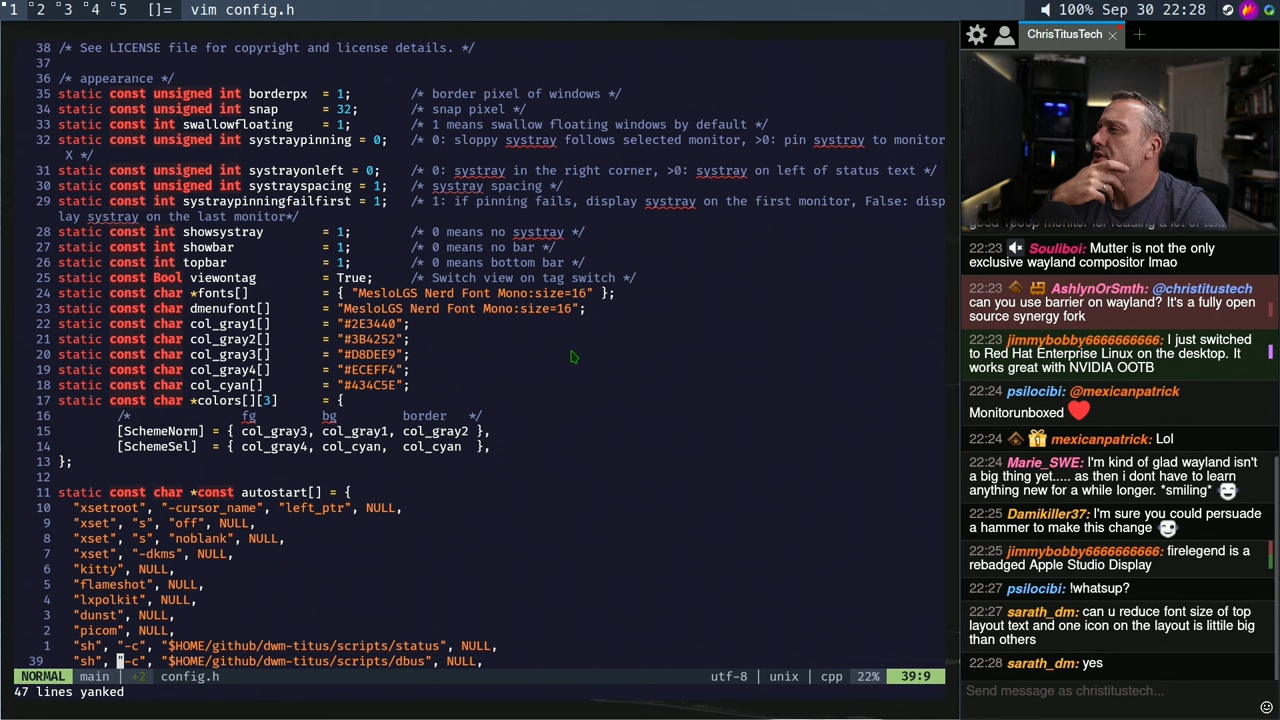 1 2 3 4 5 []= vim config.h 100% Sep 30 22:28
38 /* See LICENSE file for copyright and license details. */
37
36 /* appearance */
35 static const unsigned int borderpx = 1; /* border pixel of windows */
34 static const unsigned int snap = 32; /* snap pixel */
33 static const int swallowfloating = 1; /* 1 means swallow floating windows by default */
32 static const unsigned int systraypinning = 0; /* 0: sloppy systray follows selected monitor, >0: pin systray to monitor
X */
31 static const unsigned int systrayonleft = 0; /* 0: systray in the right corner, >0: systray on left of status text */
30 static const unsigned int systrayspacing = 1; /* systray spacing */
29 static const int systraypinningfailfirst = 1; /* 1: if pinning fails, display systray on the first monitor, False: disp
lay systray on the last monitor*/
28 static const int showsystray = 1; /* 0 means no systray */
27 static const int showbar = 1; /* 0 means no bar */
26 static const int topbar = 1; /* 0 means bottom bar */
25 static const Bool viewontag = True; /* Switch view on tag switch */
24 static const char *fonts[] = { "MesloLGS Nerd Font Mono:size=16" };
23 static const char dmenufont[] = "MesloLGS Nerd Font Mono:size=16";
22 static const char col_gray1[] = "#2E3440";
21 static const char col_gray2[] = "#3B4252";
20 static const char col_gray3[] = "#D8DEE9";
19 static const char col_gray4[] = "#ECEFF4";
18 static const char col_cyan[] = "#434C5E";
17 static const char *colors[][3] = {
16 /* fg bg border */
15 [SchemeNorm] = { col_gray3, col_gray1, col_gray2 },
14 [SchemeSel] = { col_gray4, col_cyan, col_cyan },
13 };
12
11 static const char *const autostart[] = {
10 "xsetroot", "-cursor_name", "left_ptr", NULL,
9 "xset", "s", "off", NULL,
8 "xset", "s", "noblank", NULL,
7 "xset", "-dkms", NULL,
6 "kitty", NULL,
5 "flameshot", NULL,
4 "lxpolkit", NULL,
3 "dunst", NULL,
2 "picom", NULL,
1 "sh", "-c", "$HOME/github/dwm-titus/scripts/status", NULL,
39 "sh", "-c", "$HOME/github/dwm-titus/scripts/dbus", NULL,
NORMAL main | +2 config.h utf-8 | unix | cpp 22% 39:9
47 lines yanked
ChrisTitusTech
good 1080p monitor for reading a lot of text
22:23 Souliboi: Mutter is not the only
exclusive wayland compositor lmao
22:23 AshlynOrSmth: @christitustech
can you use barrier on wayland? It's a fully open
source synergy fork
22:23 jimmybobby6666666666: I just switched
to Red Hat Enterprise Linux on the desktop. It
works great with NVIDIA OOTB
22:24 psilocibi: @mexicanpatrick
Monitorunboxed
22:24 mexicanpatrick: Lol
22:24 Marie_SWE: I'm kind of glad wayland isn't
a big thing yet..... as then i dont have to learn
anything new for a while longer. *smiling*
22:25 Damikiller37: I'm sure you could persuade
a hammer to make this change
22:25 jimmybobby6666666666: firelegend is a
rebadged Apple Studio Display
22:27 psilocibi: !whatsup?
22:27 sarath_dm: can u reduce font size of top
layout text and one icon on the layout is little big
than others
22:28 sarath_dm: yes
Send message as christitustech...